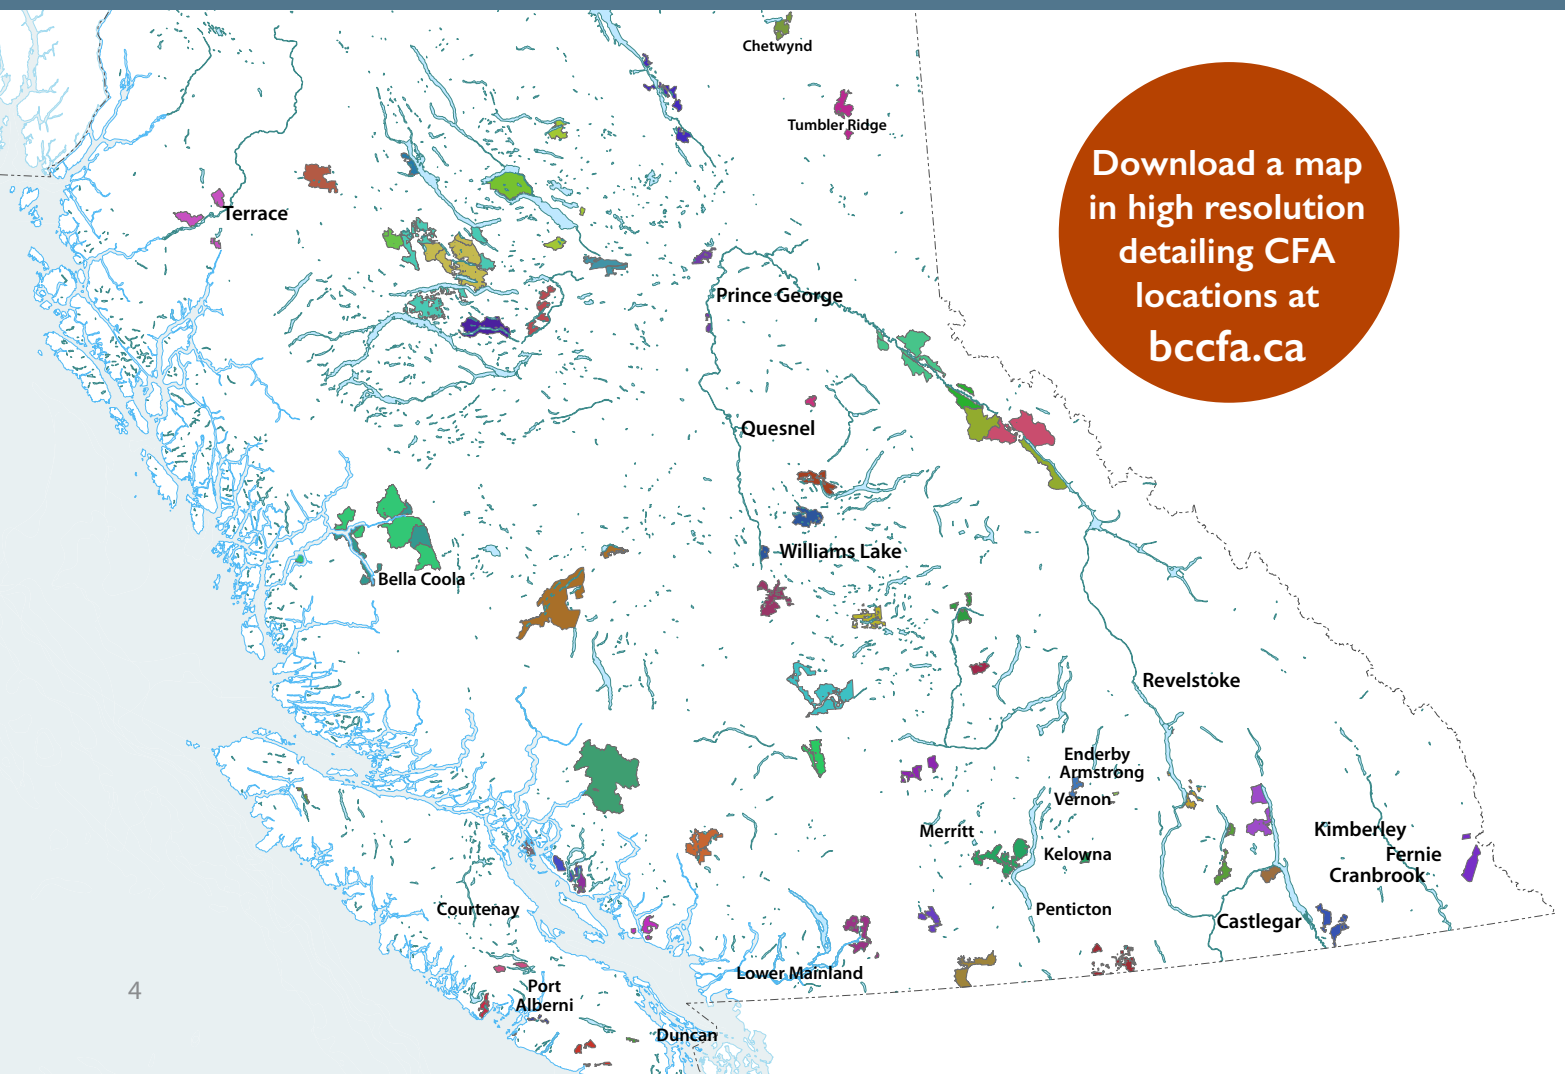 Chetwynd
Tumbler Ridge
Download a map
in high resolution
detailing CFA
locations at
bccfa.ca
Terrace
Prince George
Quesnel
Williams Lake
Bella Coola
Revelstoke
Enderby
Armstrong
Vernon
Merritt
Kelowna
Kimberley
Fernie
Cranbrook
Courtenay
Penticton
Castlegar
Lower Mainland
Port
Alberni
4
Duncan